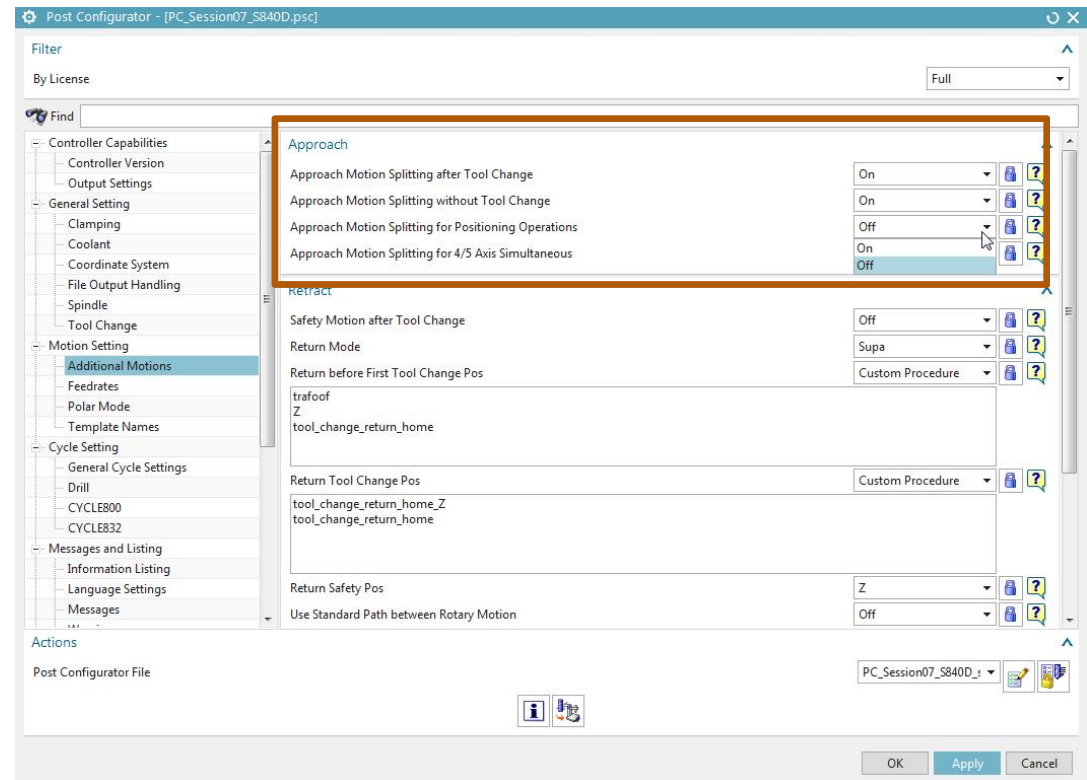 Post Configurator - [PC_Session07_S840D.psc]
Filter
By License
Full
Find
Controller Capabilities
Controller Version
Output Settings
General Setting
Clamping
Coolant
Coordinate System
File Output Handling
Spindle
Tool Change
Motion Setting
Additional Motions
Feedrates
Polar Mode
Template Names
Cycle Setting
General Cycle Settings
Drill
CYCLE800
CYCLE832
Messages and Listing
Information Listing
Language Settings
Messages
Approach
Approach Motion Splitting after Tool Change On
Approach Motion Splitting without Tool Change On
Approach Motion Splitting for Positioning Operations Off
On
Approach Motion Splitting for 4/5 Axis Simultaneous
Off
Retract
Safety Motion after Tool Change Off
Return Mode Supa
Return before First Tool Change Pos Custom Procedure
trafoof
Z
tool_change_return_home
Return Tool Change Pos Custom Procedure
tool_change_return_home_Z
tool_change_return_home
Return Safety Pos Z
Use Standard Path between Rotary Motion Off
Actions
Post Configurator File
PC_Session07_S840D_
OK Apply Cancel